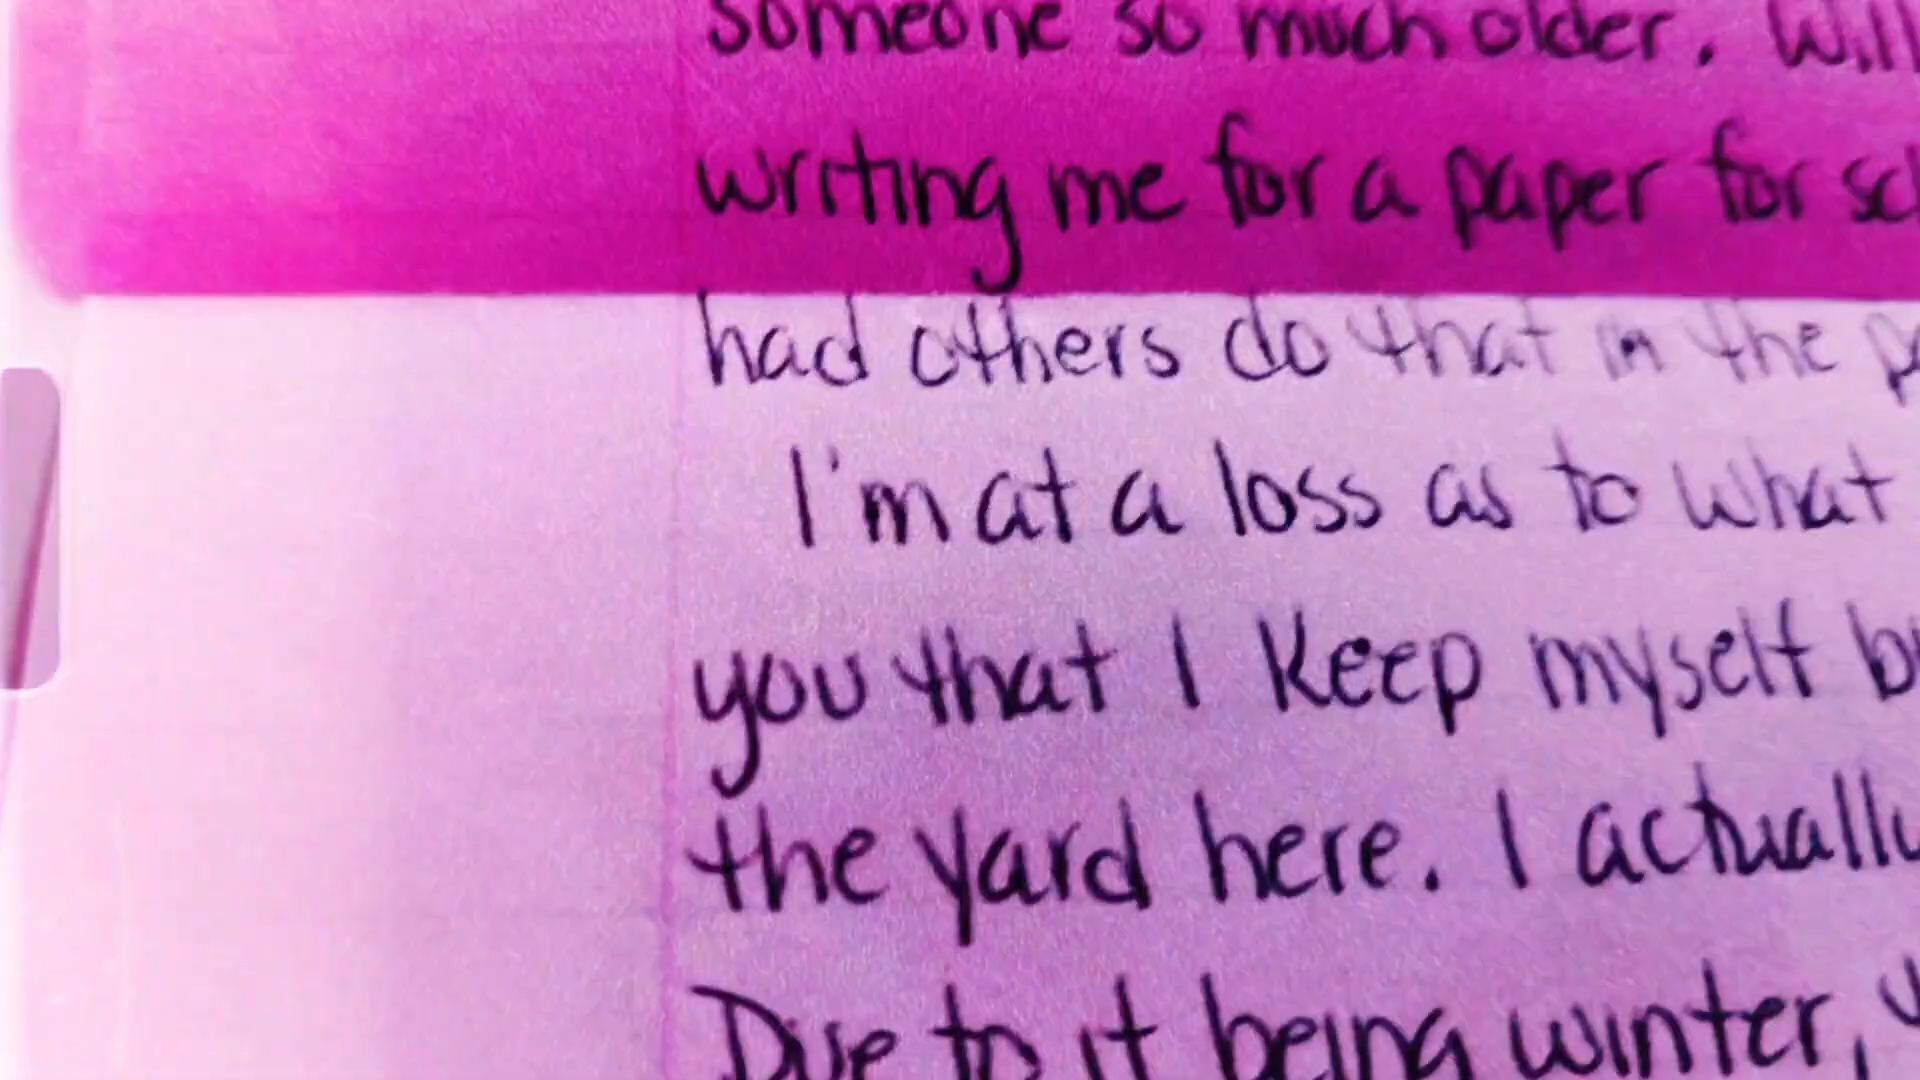 someone so much older. Will
writing me for a paper for
had others do that in the
I'm at a loss as to what
you that I keep myself
the yard here. I actually
Due to it being winter,